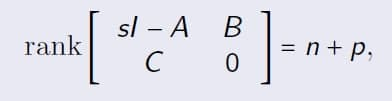 rank [ sI − A B
C 0 ] = n + p,